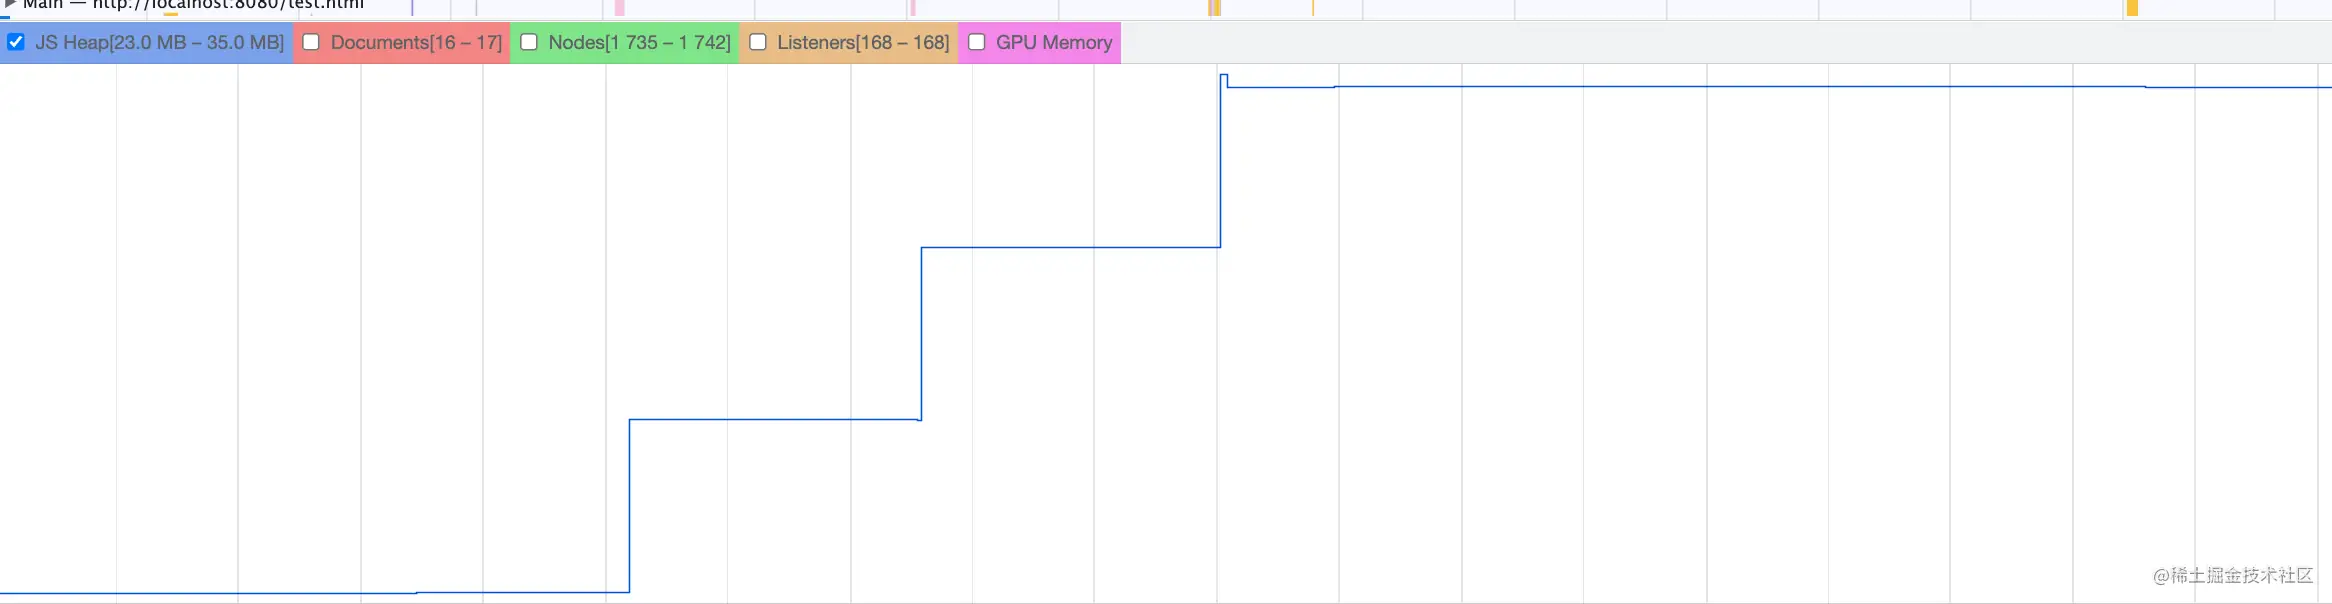 Main — http://localhost:8080/test.html
JS Heap[23.0 MB – 35.0 MB] Documents[16 – 17] Nodes[1 735 – 1 742] Listeners[168 – 168] GPU Memory
@稀土掘金技术社区